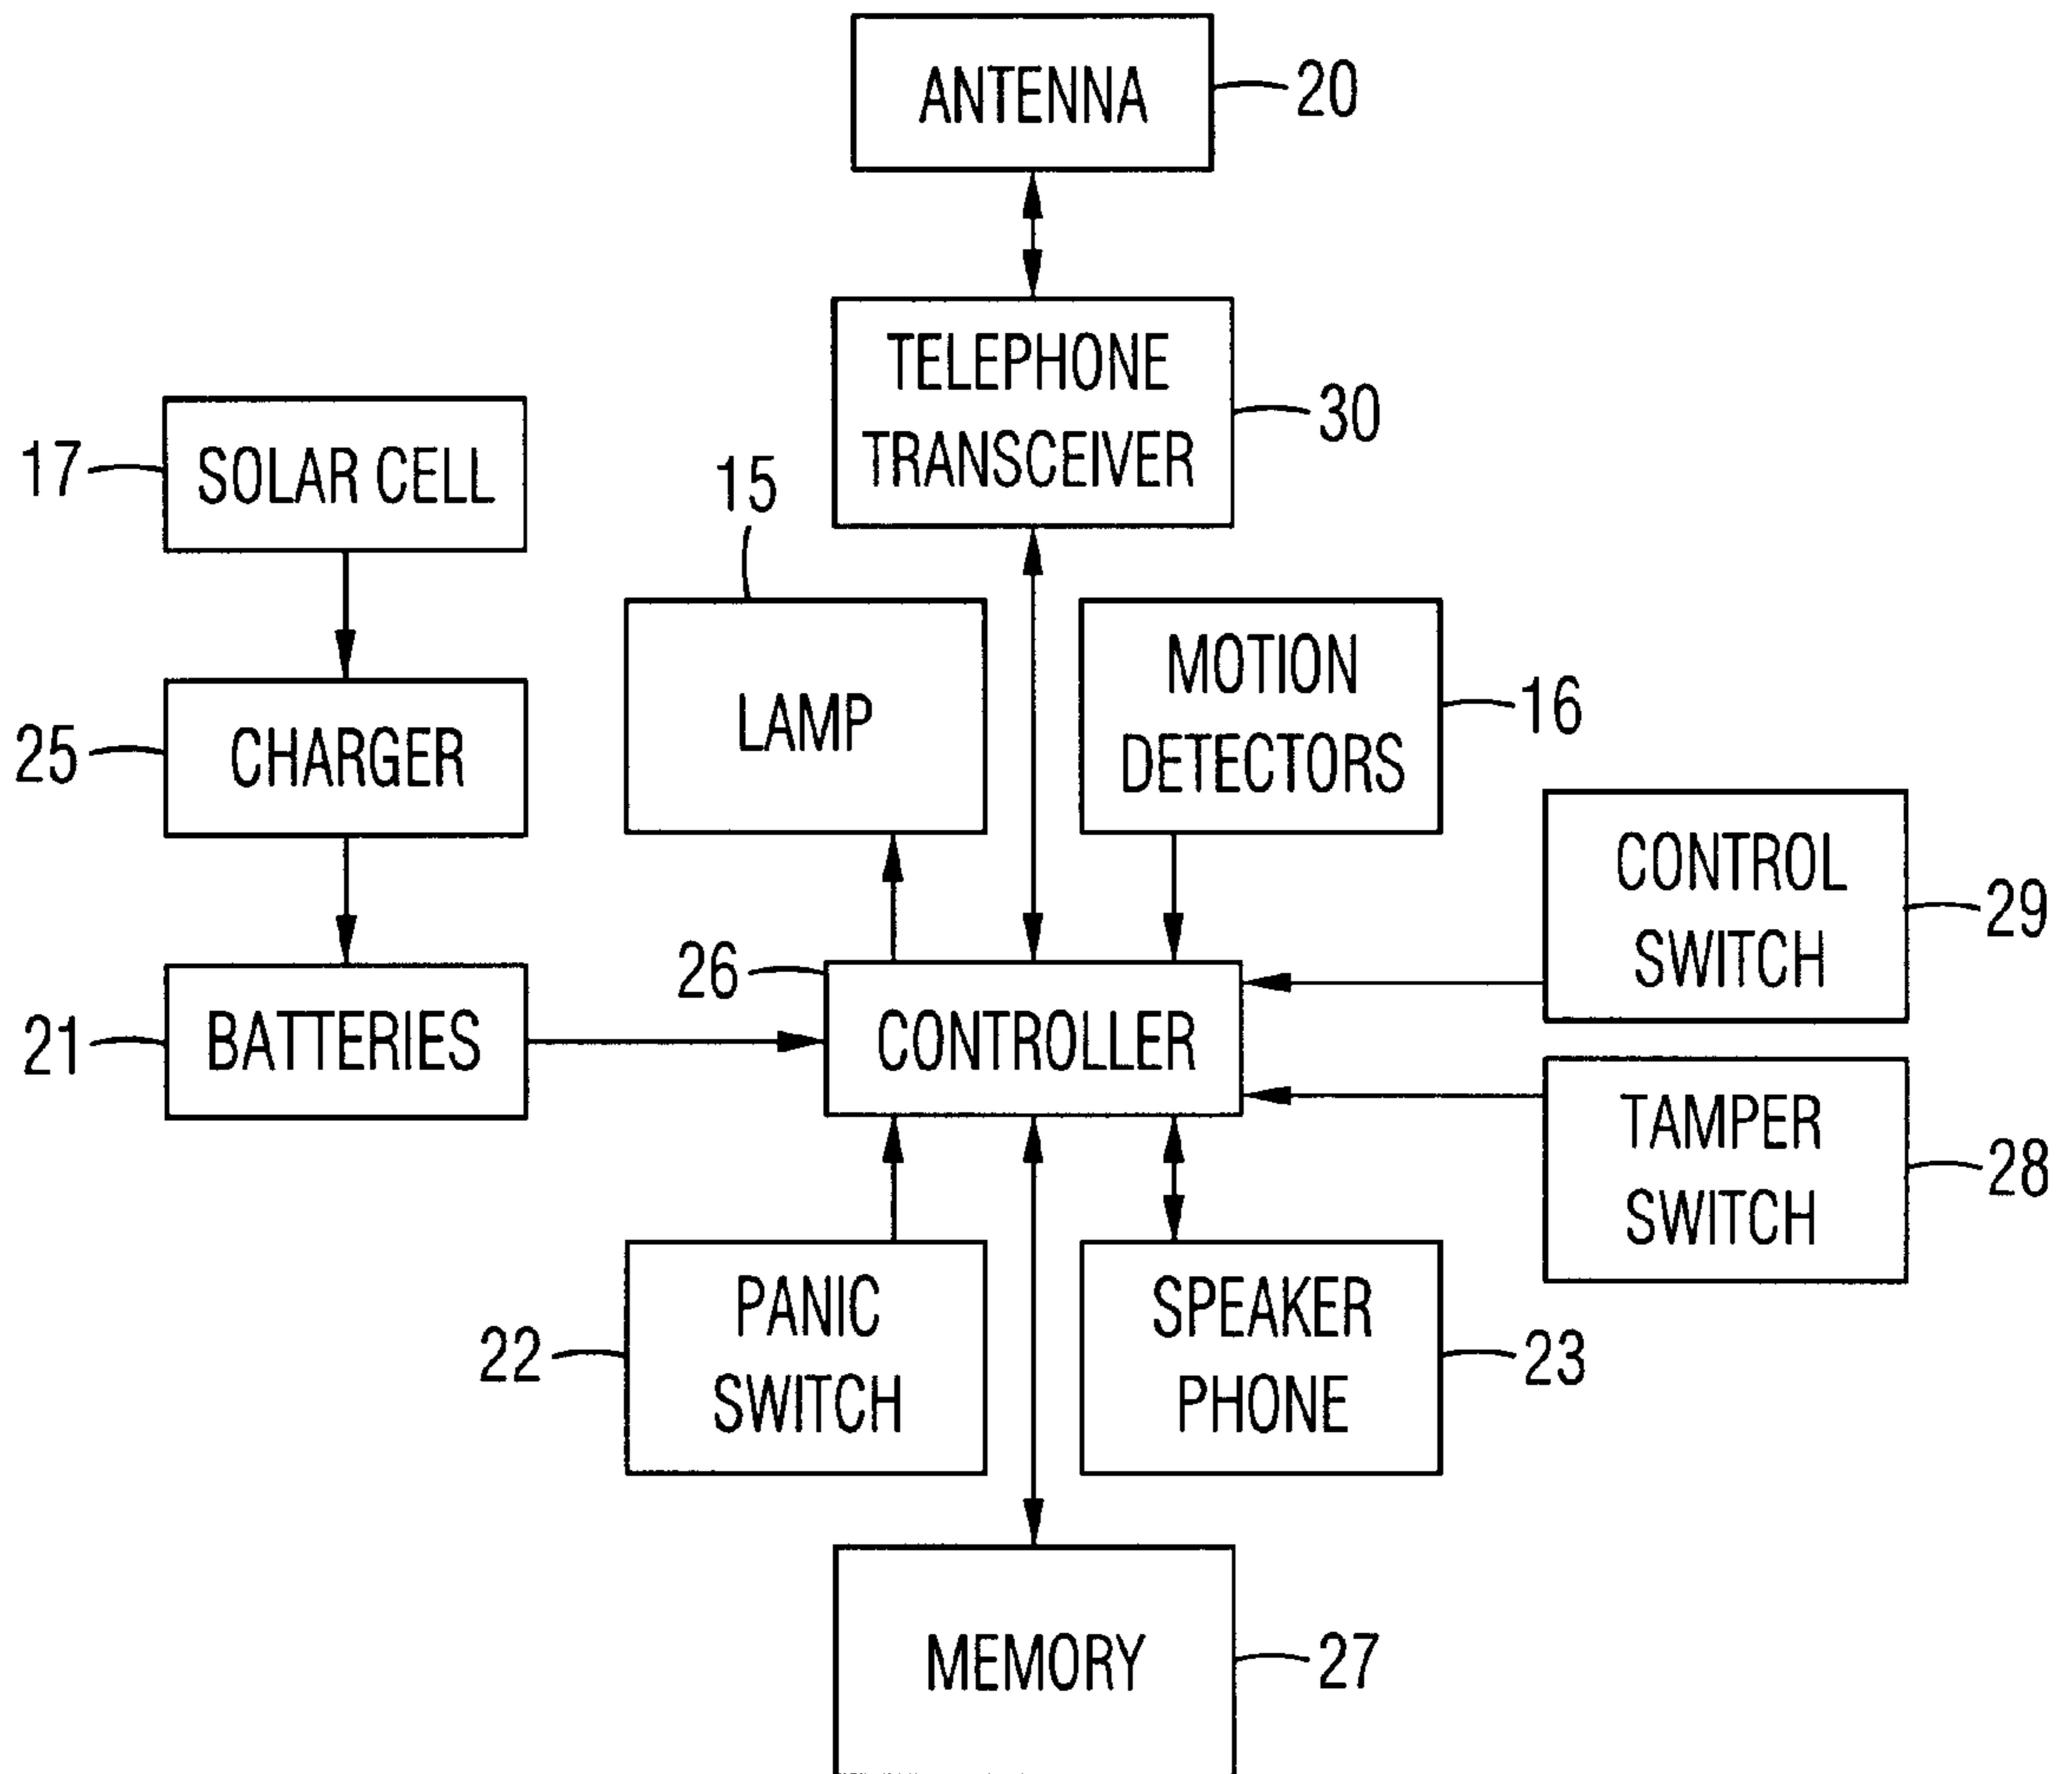 ANTENNA
20
TELEPHONE
TRANSCEIVER
30
17
SOLAR CELL
15
LAMP
MOTION
DETECTORS
16
25
CHARGER
CONTROL
SWITCH
29
26
CONTROLLER
21
BATTERIES
TAMPER
SWITCH
28
22
PANIC
SWITCH
SPEAKER
PHONE
23
MEMORY
27